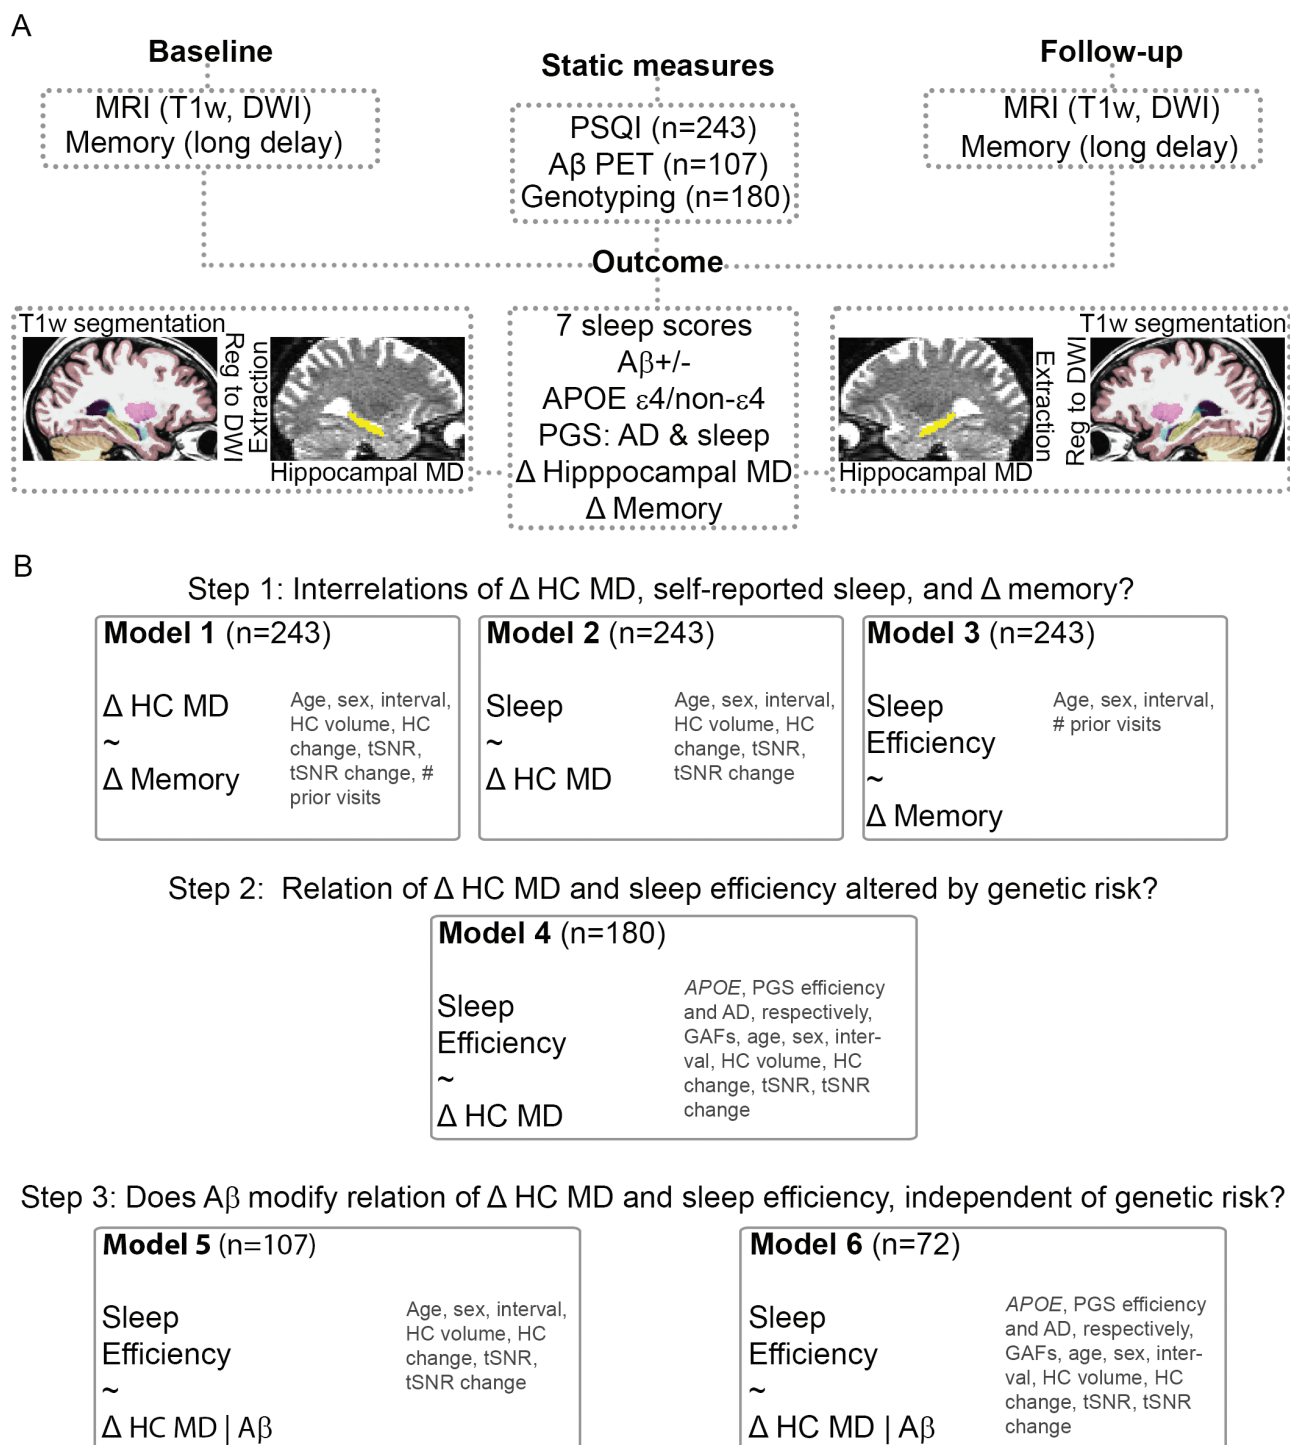 A
Baseline
MRI (T1w, DWI)
Memory (long delay)
Static measures
PSQI (n=243)
Aβ PET (n=107)
Genotyping (n=180)
Follow-up
MRI (T1w, DWI)
Memory (long delay)
Outcome
T1w segmentation
Reg to DWI
Extraction
Hippocampal MD
7 sleep scores
Aβ+/-
APOE ε4/non-ε4
PGS: AD & sleep
Δ Hipppocampal MD
Δ Memory
T1w segmentation
Extraction
Reg to DWI
Hippocampal MD
B
Step 1: Interrelations of Δ HC MD, self-reported sleep, and Δ memory?
Model 1 (n=243)
Δ HC MD
~
Δ Memory
Age, sex, interval,
HC volume, HC
change, tSNR,
tSNR change, #
prior visits
Model 2 (n=243)
Sleep
~
Δ HC MD
Age, sex, interval,
HC volume, HC
change, tSNR,
tSNR change
Model 3 (n=243)
Sleep
Efficiency
~
Δ Memory
Age, sex, interval,
# prior visits
Step 2:  Relation of Δ HC MD and sleep efficiency altered by genetic risk?
Model 4 (n=180)
Sleep
Efficiency
~
Δ HC MD
APOE, PGS efficiency
and AD, respectively,
GAFs, age, sex, inter-
val, HC volume, HC
change, tSNR, tSNR
change
Step 3: Does Aβ modify relation of Δ HC MD and sleep efficiency, independent of genetic risk?
Model 5 (n=107)
Sleep
Efficiency
~
Δ HC MD | Aβ
Age, sex, interval,
HC volume, HC
change, tSNR,
tSNR change
Model 6 (n=72)
Sleep
Efficiency
~
Δ HC MD | Aβ
APOE, PGS efficiency
and AD, respectively,
GAFs, age, sex, inter-
val, HC volume, HC
change, tSNR, tSNR
change